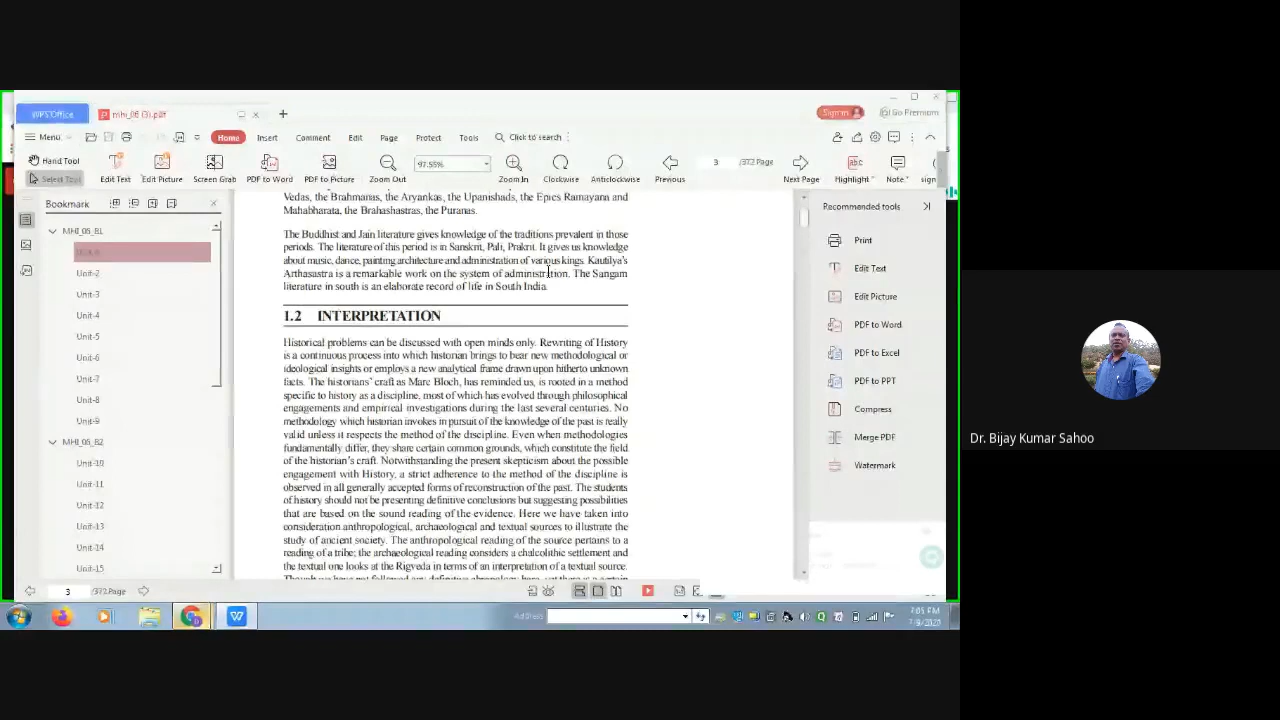 WPS Office
mhi_06 (3).pdf
Sign in
Go Premium
Menu
Home
Insert
Comment
Edit
Page
Protect
Tools
Click to search
Hand Tool
Select Text
Edit Text
Edit Picture
Screen Grab
PDF to Word
PDF to Picture
Zoom Out
97.55%
Zoom In
Clockwise
Anticlockwise
Previous
3
/372 Page
Next Page
Highlight
Note
Bookmark
MHI_06_B1
Unit-2
Unit-3
Unit-4
Unit-5
Unit-6
Unit-7
Unit-8
Unit-9
MHI_06_B2
Unit-10
Unit-11
Unit-12
Unit-13
Unit-14
Unit-15
Vedas, the Brahmanas, the Aryankas, the Upanishads, the Epics Ramayana and
Mahabharata, the Brahashastras, the Puranas.
The Buddhist and Jain literature gives knowledge of the traditions prevalent in those
periods. The literature of this period is in Sanskrit, Pali, Prakrit. It gives us knowledge
about music, dance, painting architecture and administration of various kings. Kautilya's
Arthasastra is a remarkable work on the system of administration. The Sangam
literature in south is an elaborate record of life in South India.
1.2 INTERPRETATION
Historical problems can be discussed with open minds only. Rewriting of History
is a continuous process into which historian brings to bear new methodological or
ideological insights or employs a new analytical frame drawn upon hitherto unknown
facts. The historians' craft as Marc Bloch, has reminded us, is rooted in a method
specific to history as a discipline, most of which has evolved through philosophical
engagements and empirical investigations during the last several centuries. No
methodology which historian invokes in pursuit of the knowledge of the past is really
valid unless it respects the method of the discipline. Even when methodologies
fundamentally differ, they share certain common grounds, which constitute the field
of the historian's craft. Notwithstanding the present skepticism about the possible
engagement with History, a strict adherence to the method of the discipline is
observed in all generally accepted forms of reconstruction of the past. The students
of history should not be presenting definitive conclusions but suggesting possibilities
that are based on the sound reading of the evidence. Here we have taken into
consideration anthropological, archaeological and textual sources to illustrate the
study of ancient society. The anthropological reading of the source pertains to a
reading of a tribe; the archaeological reading considers a chalcolithic settlement and
the textual one looks at the Rigveda in terms of an interpretation of a textual source.
Recommended tools
Print
Edit Text
Edit Picture
PDF to Word
PDF to Excel
PDF to PPT
Compress
Merge PDF
Watermark
3
/372 Page
Address
7:05 PM
7/9/2020
Dr. Bijay Kumar Sahoo